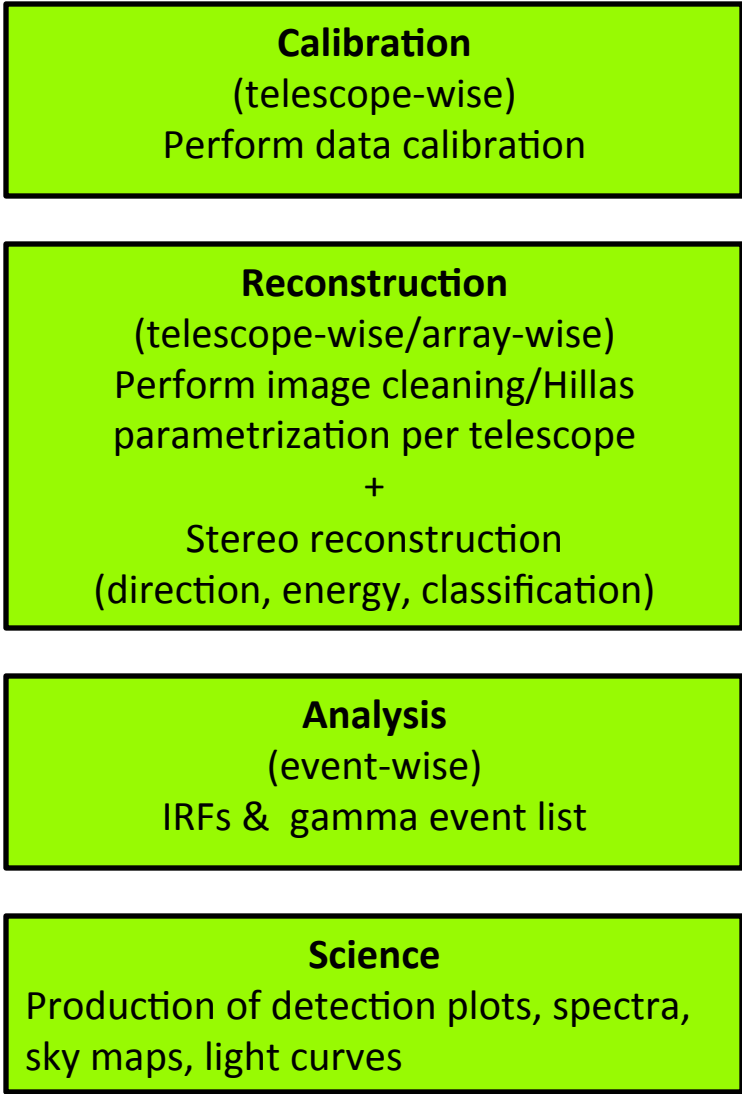 Calibration
(telescope-wise)
Perform data calibration
Reconstruction
(telescope-wise/array-wise)
Perform image cleaning/Hillas
parametrization per telescope
+
Stereo reconstruction
(direction, energy, classification)
Analysis
(event-wise)
IRFs & gamma event list
Science
Production of detection plots, spectra,
sky maps, light curves